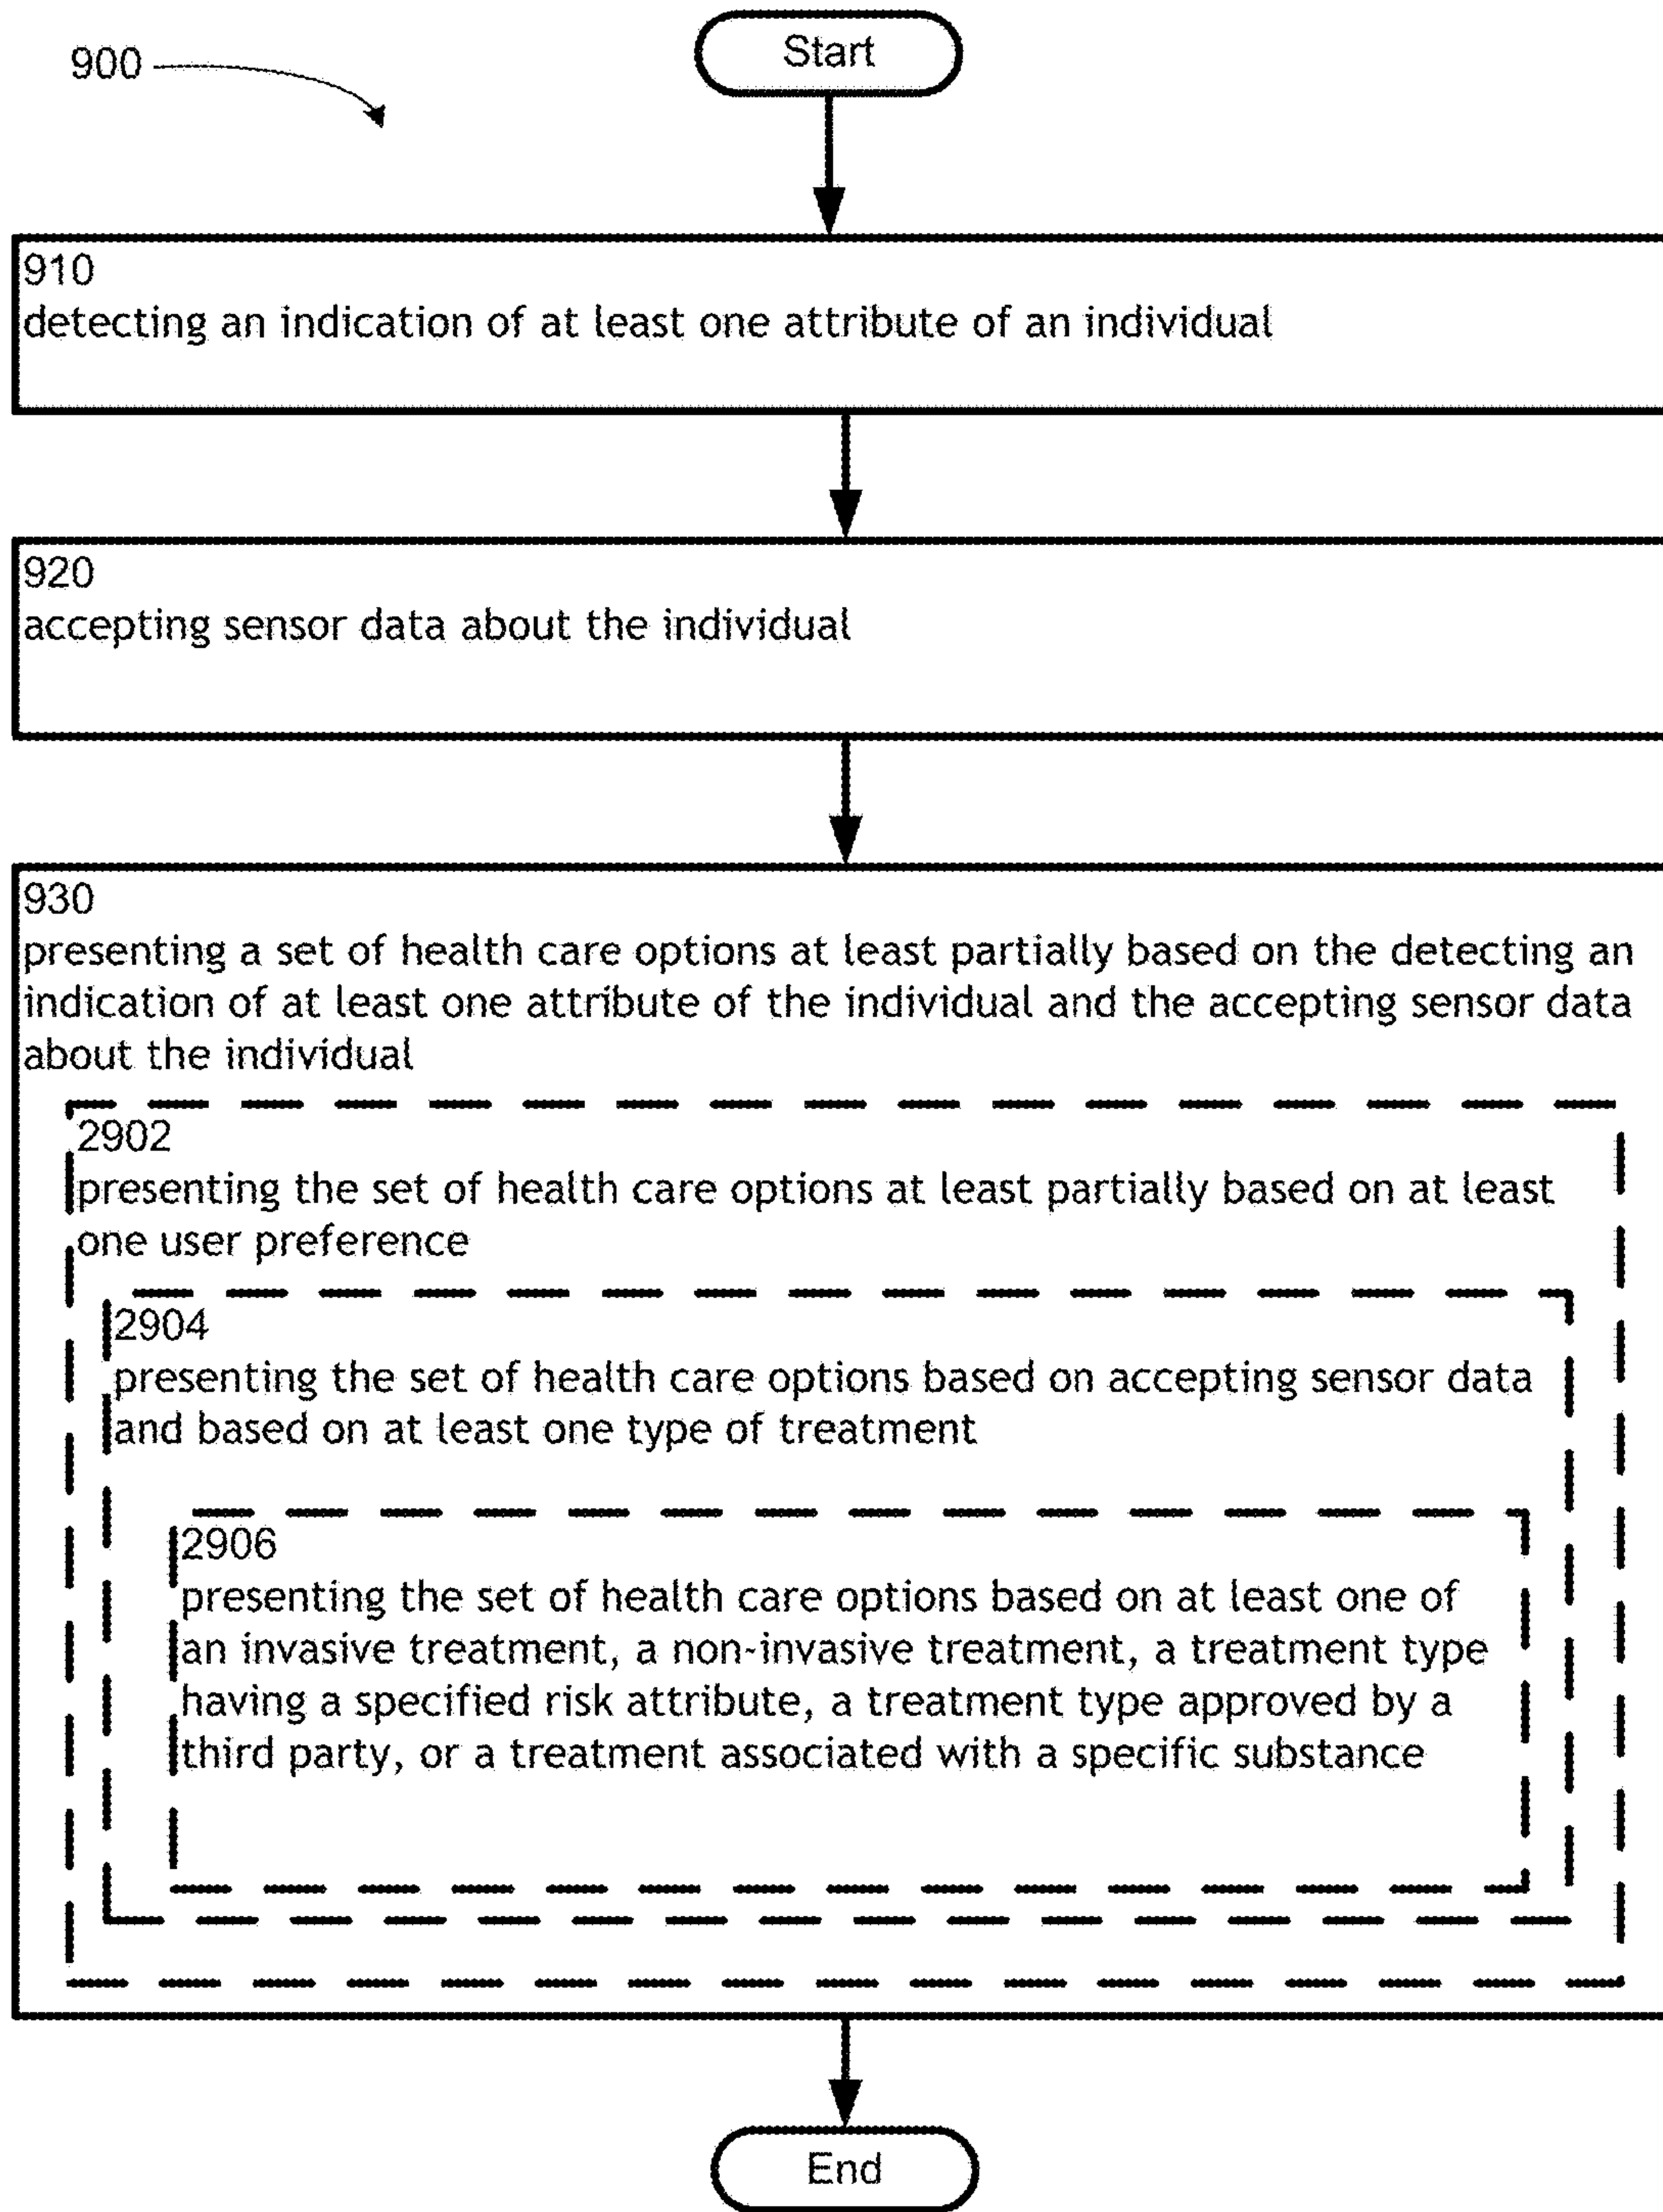 900
Start
910
detecting an indication of at least one attribute of an individual
920
accepting sensor data about the individual
930
presenting a set of health care options at least partially based on the detecting an
indication of at least one attribute of the individual and the accepting sensor data
about the individual
2902
presenting the set of health care options at least partially based on at least
one user preference
2904
presenting the set of health care options based on accepting sensor data
and based on at least one type of treatment
2906
presenting the set of health care options based on at least one of
an invasive treatment, a non-invasive treatment, a treatment type
having a specified risk attribute, a treatment type approved by a
third party, or a treatment associated with a specific substance
End